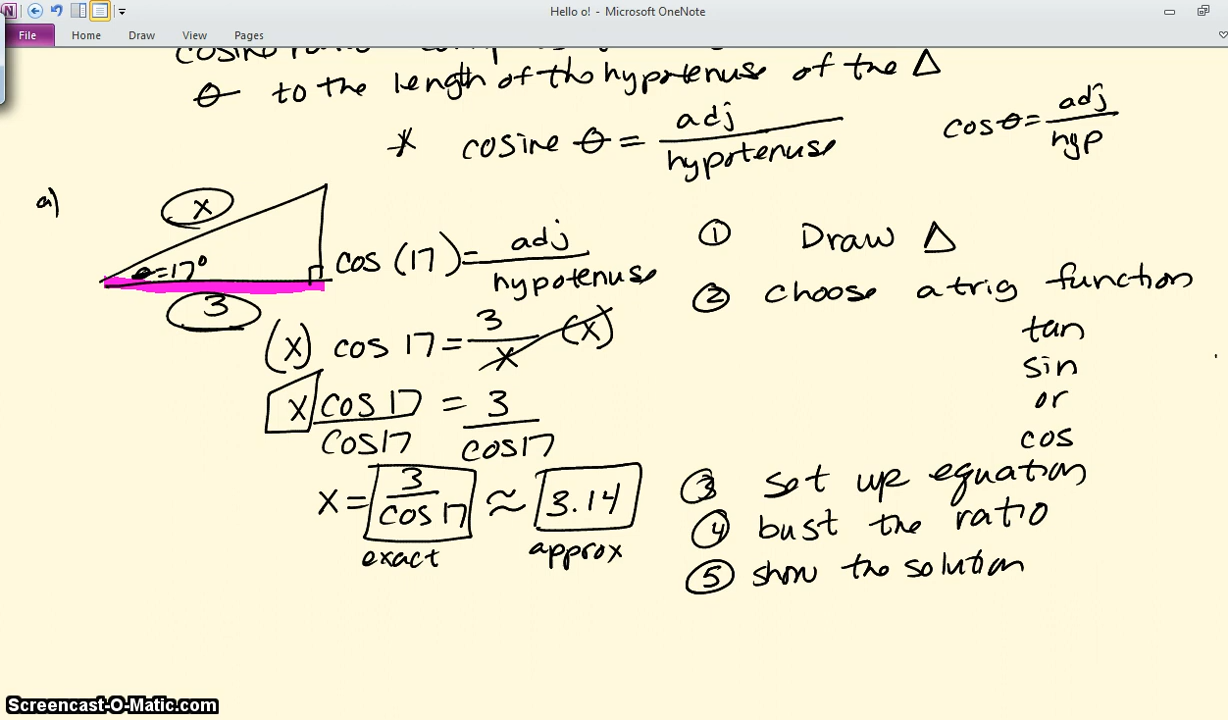 Hello o! - Microsoft OneNote
File Home Draw View Pages
to the length of the hypotenuse of the Δ
θ
* cosine θ = adj / hypotenuse
cos θ = adj / hyp
a)
x
θ=17°
3
cos (17) = adj / hypotenuse
(x) cos 17 = 3 / x (x)
x cos 17 / cos 17 = 3 / cos 17
x = 3 / cos 17 ≈ 3.14
exact approx
① Draw Δ
② choose a trig function
tan
sin
or
cos
③ set up equation
④ bust the ratio
⑤ show the solution
Screencast-O-Matic.com